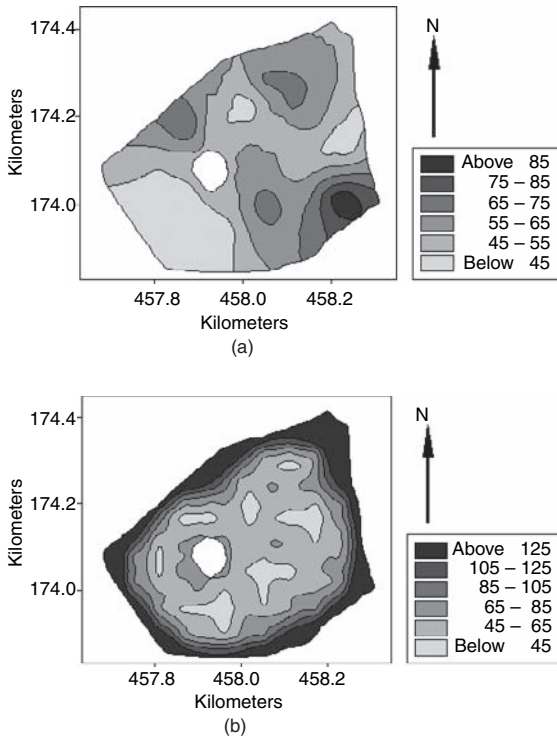 174.4
174.2
174.0
Kilometers
457.8 458.0 458.2
Kilometers
(a)
N
Above 85
75 – 85
65 – 75
55 – 65
45 – 55
Below 45
174.4
174.2
174.0
Kilometers
457.8 458.0 458.2
Kilometers
(b)
N
Above 125
105 – 125
85 – 105
65 – 85
45 – 65
Below 45